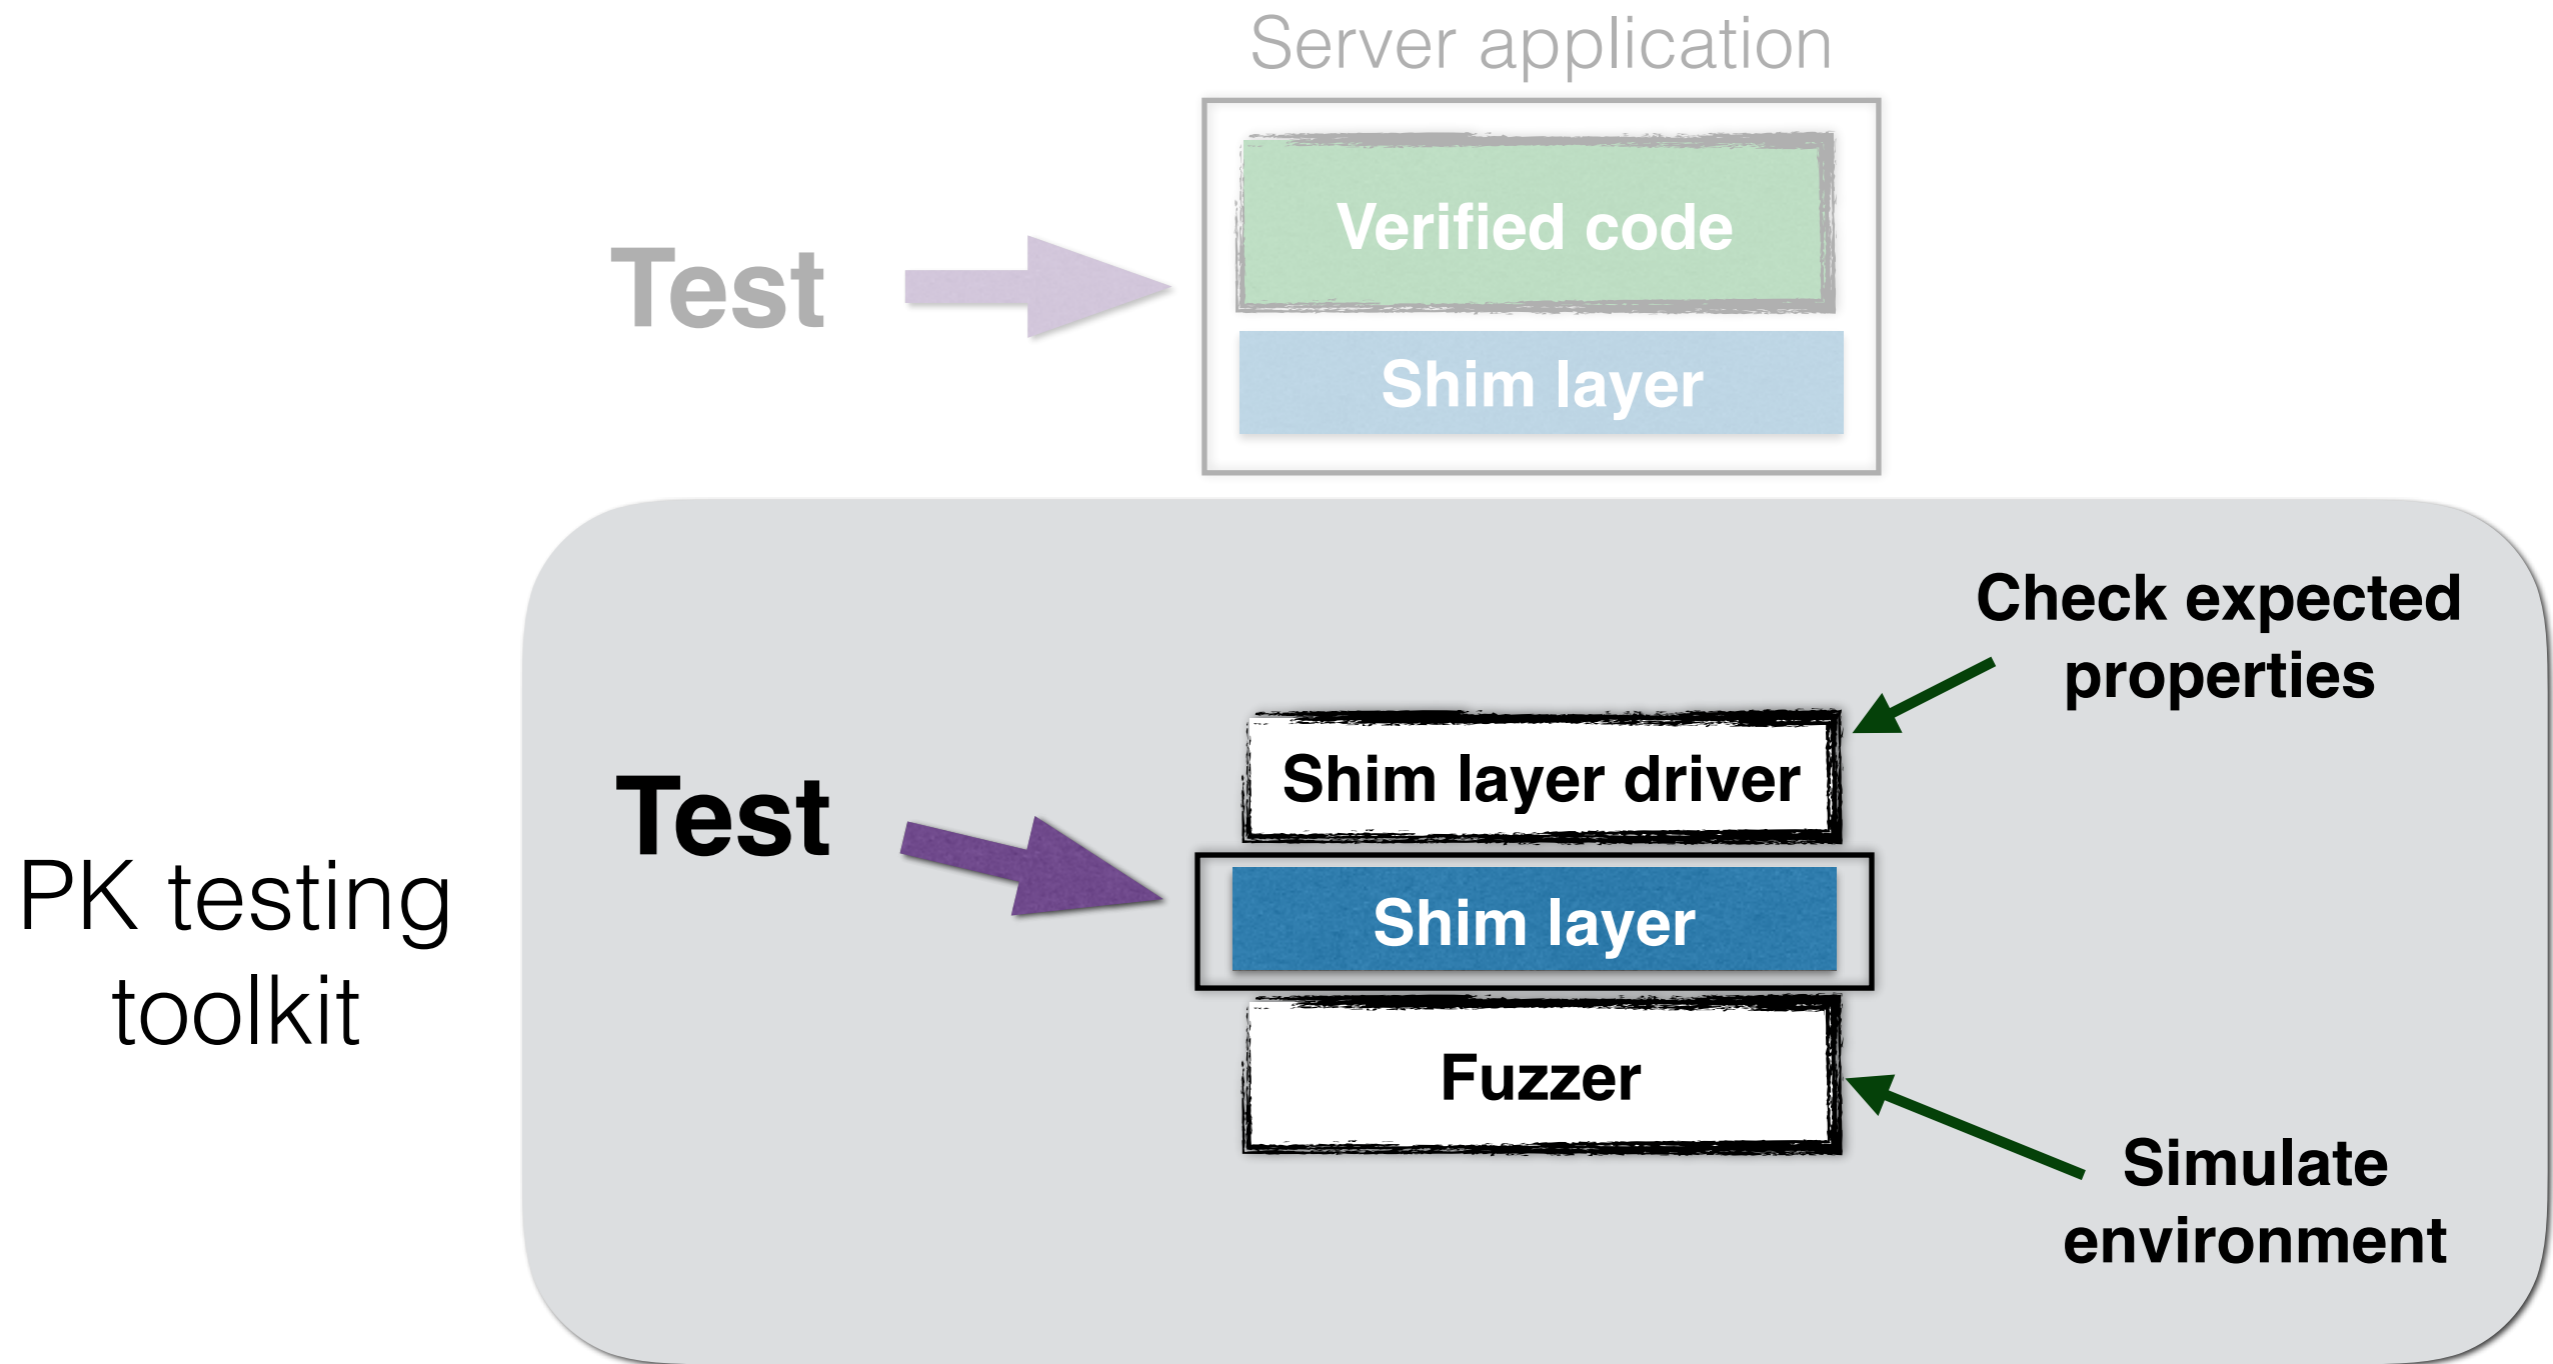 Server application
Verified code
Test
Shim layer
Check expected
properties
Shim layer driver
Test
PK testing
toolkit
Shim layer
Fuzzer
Simulate
environment